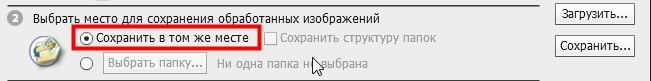 2 Выбрать место для сохранения обработанных изображений
Загрузить...
Сохранить в том же месте Сохранить структуру папок
Сохранить...
Выбрать папку... Ни одна папка не выбрана